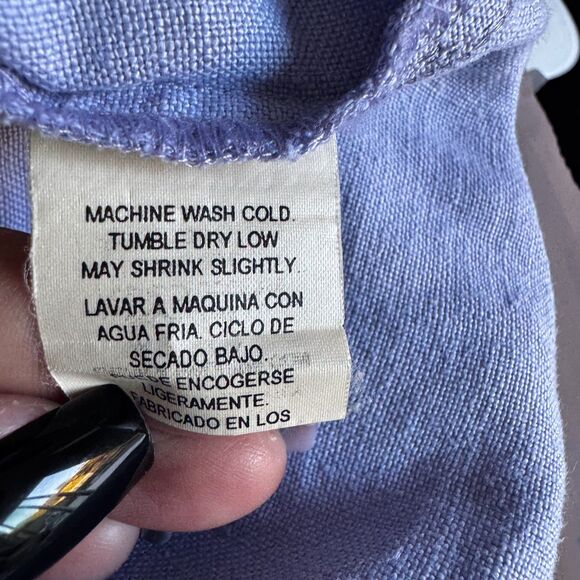 MACHINE WASH COLD.
TUMBLE DRY LOW
MAY SHRINK SLIGHTLY.
LAVAR A MAQUINA CON
AGUA FRIA. CICLO DE
SECADO BAJO.
ENCOGERSE
LIGERAMENTE.
FABRICADO EN LOS